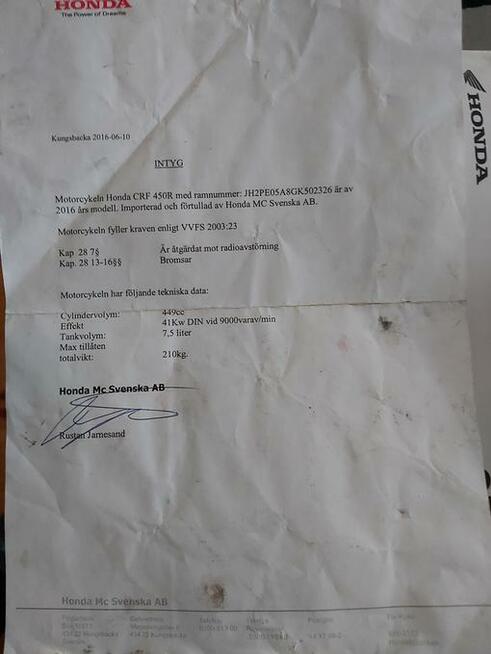 HONDA
The Power of Dreams
HONDA
Kungsbacka 2016-06-10
INTYG
Motorcykeln Honda CRF 450R med ramnummer: JH2PE05A8GK502326 är av
2016 års modell. Importerad och förtullad av Honda MC Svenska AB.
Motorcykeln fyller kraven enligt VVFS 2003:23
Kap 28 7§ Är åtgärdat mot radioavstörning
Kap. 28 13-16§§ Bromsar
Motorcykeln har följande tekniska data:
Cylindervolym: 449cc
Effekt 41Kw DIN vid 9000varav/min
Tankvolym: 7,5 liter
Max tillåten
totalvikt: 210kg.
Honda Mc Svenska AB
Rustan Jarnesand
Honda Mc Svenska AB